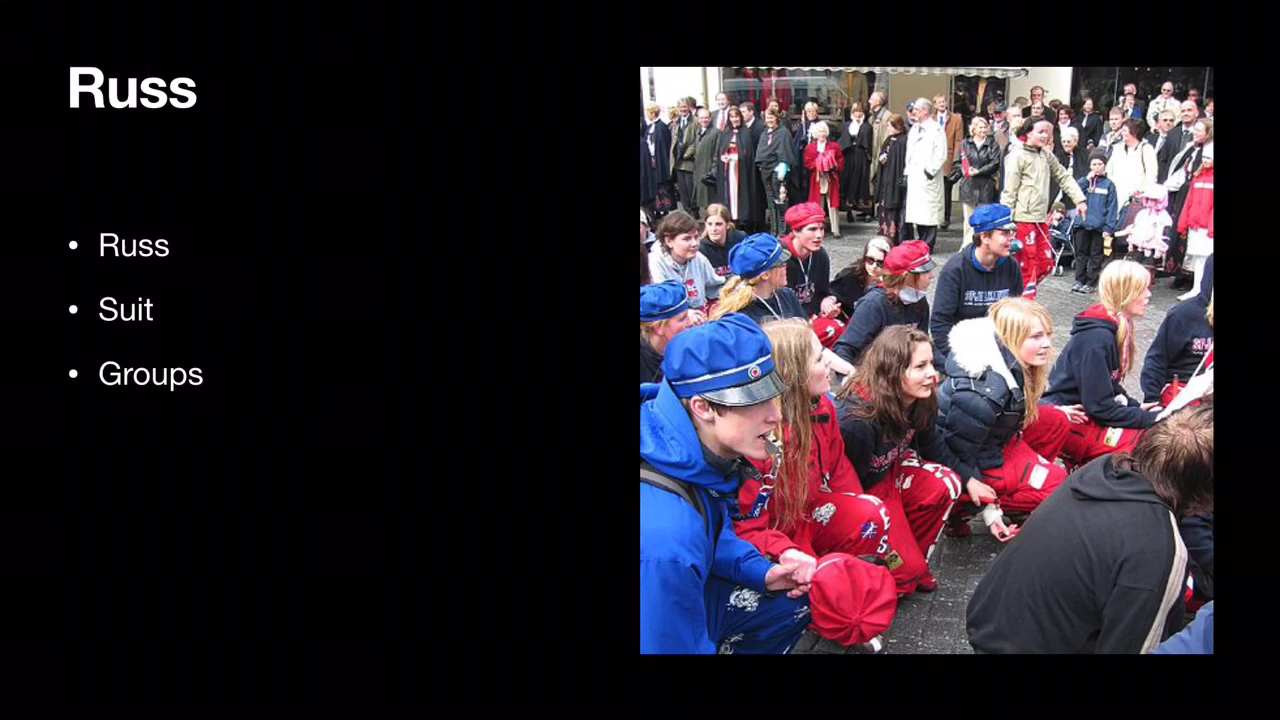 Russ
• Russ
• Suit
• Groups